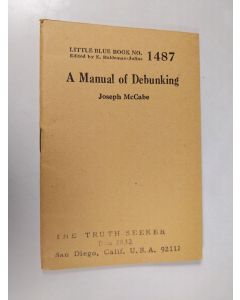 LITTLE BLUE BOOK NO. 1487
Edited by E. Haldeman-Julius
A Manual of Debunking
Joseph McCabe
THE TRUTH SEEKER
San Diego, Calif. U.S.A. 92112